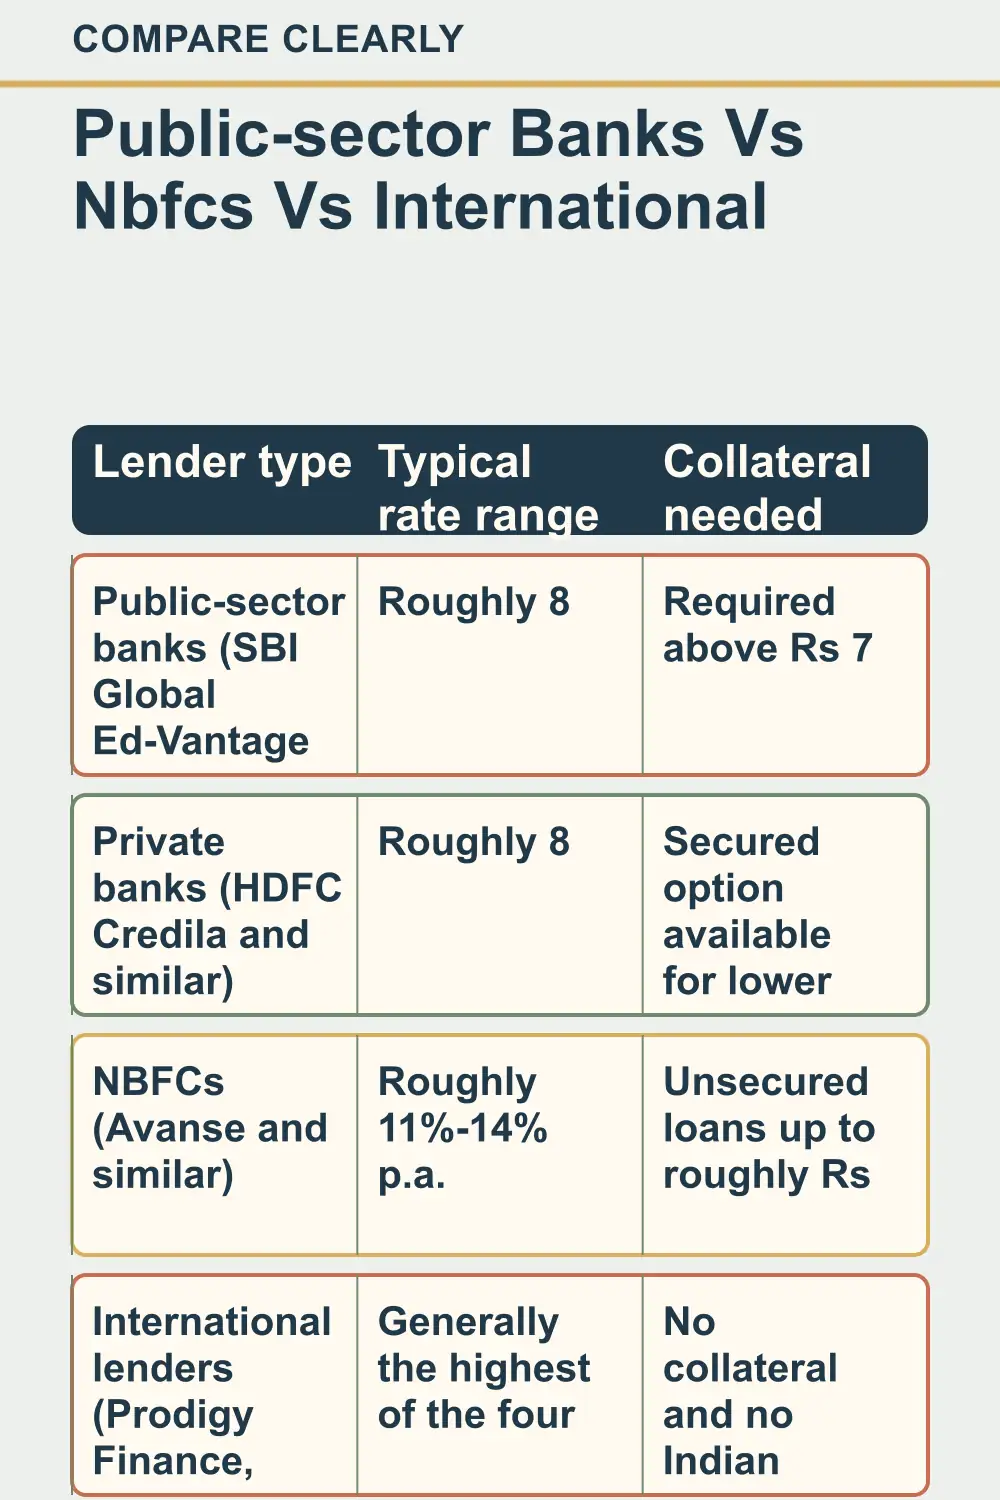 COMPARE CLEARLY
Public-sector Banks Vs
Nbfcs Vs International
Lender type
Typical
rate range
Collateral
needed
Public-sector
banks (SBI
Global
Ed-Vantage
Roughly 8
Required
above Rs 7
Private
banks (HDFC
Credila and
similar)
Roughly 8
Secured
option
available
for lower
NBFCs
(Avanse and
similar)
Roughly
11%-14%
p.a.
Unsecured
loans up to
roughly Rs
International
lenders
(Prodigy
Finance,
Generally
the highest
of the four
No
collateral
and no
Indian